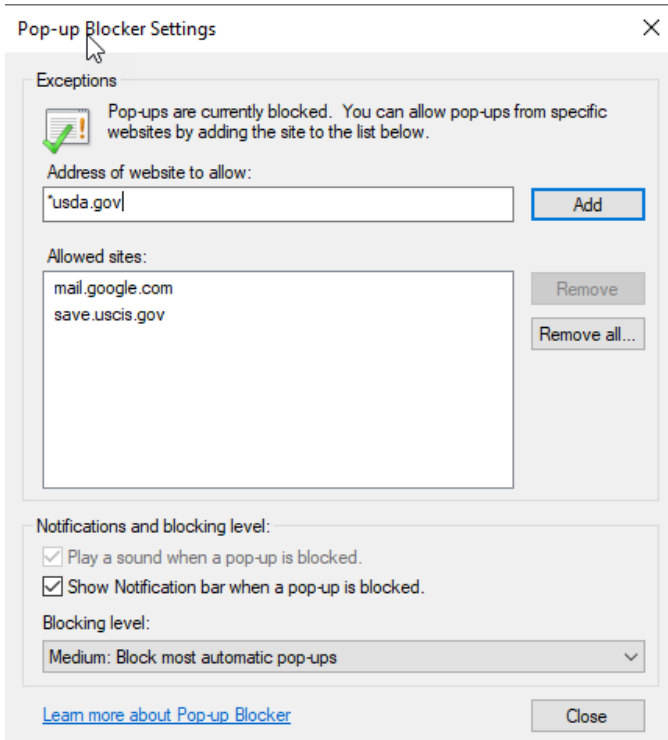 Pop-up Blocker Settings
Exceptions
Pop-ups are currently blocked. You can allow pop-ups from specific
websites by adding the site to the list below.
Address of website to allow:
*usda.gov
Add
Allowed sites:
mail.google.com
save.uscis.gov
Remove
Remove all...
Notifications and blocking level:
Play a sound when a pop-up is blocked.
Show Notification bar when a pop-up is blocked.
Blocking level:
Medium: Block most automatic pop-ups
Learn more about Pop-up Blocker
Close